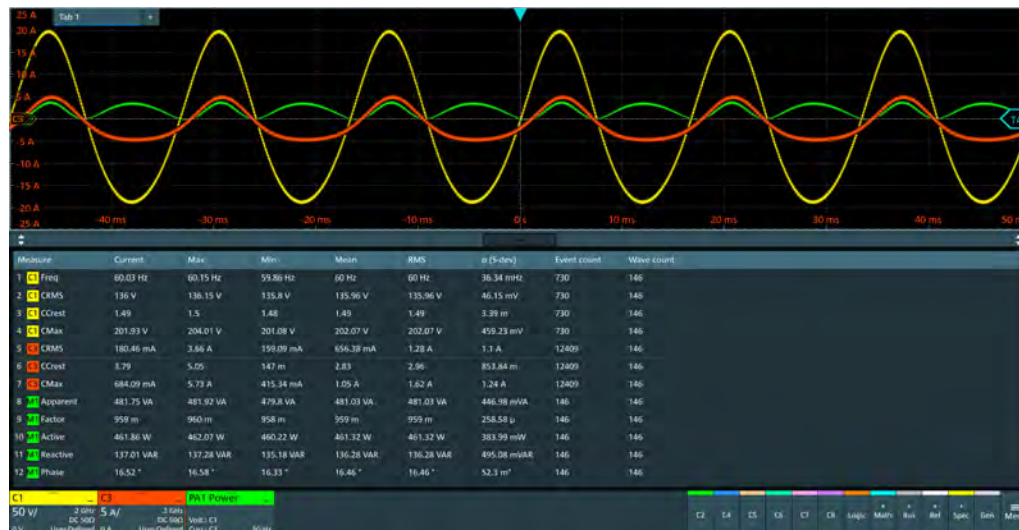 25 A Tab 1 +
20 A
15 A
10 A
5 A
C3
-5 A
-10 A
-15 A
-20 A
-40 ms -30 ms -20 ms -10 ms 0 s 10 ms 20 ms 30 ms 40 ms
-25 A
Measure Current Max Min Mean RMS σ (S-dev) Event count Wave count
1 C1 Freq 60.03 Hz 60.15 Hz 59.86 Hz 60 Hz 60 Hz 36.34 mHz 730 146
2 C1 CRMS 136 V 136.15 V 135.8 V 135.96 V 135.96 V 46.15 mV 730 146
3 C1 CCrest 1.49 1.5 1.48 1.49 1.49 3.39 m 730 146
4 C1 CMax 201.93 V 204.01 V 201.08 V 202.07 V 202.07 V 459.23 mV 730 146
5 C3 CRMS 180.46 mA 3.66 A 159.09 mA 656.38 mA 1.28 A 1.1 A 12409 146
6 C3 CCrest 3.79 5.05 147 m 2.83 2.96 853.84 m 12409 146
7 C3 CMax 684.09 mA 5.73 A 415.34 mA 1.05 A 1.62 A 1.24 A 12409 146
8 M1 Apparent 481.75 VA 481.92 VA 479.8 VA 481.03 VA 481.03 VA 446.98 mVA 146 146
9 M1 Factor 959 m 960 m 958 m 959 m 959 m 258.58 µ 146 146
10 M1 Active 461.86 W 462.07 W 460.22 W 461.32 W 461.32 W 383.99 mW 146 146
11 M1 Reactive 137.01 VAR 137.28 VAR 135.18 VAR 136.28 VAR 136.28 VAR 495.08 mVAR 146 146
12 M1 Phase 16.52 ° 16.58 ° 16.33 ° 16.46 ° 16.46 ° 52.3 m° 146 146
C1 C3 PA1 Power
50 V/ 2 GHz 5 A/ 2 GHz
DC 50Ω DC 50Ω Volt.: C1
C2 C4 C5 C6 C7 C8 Logic Math Bus Ref Spec Gen